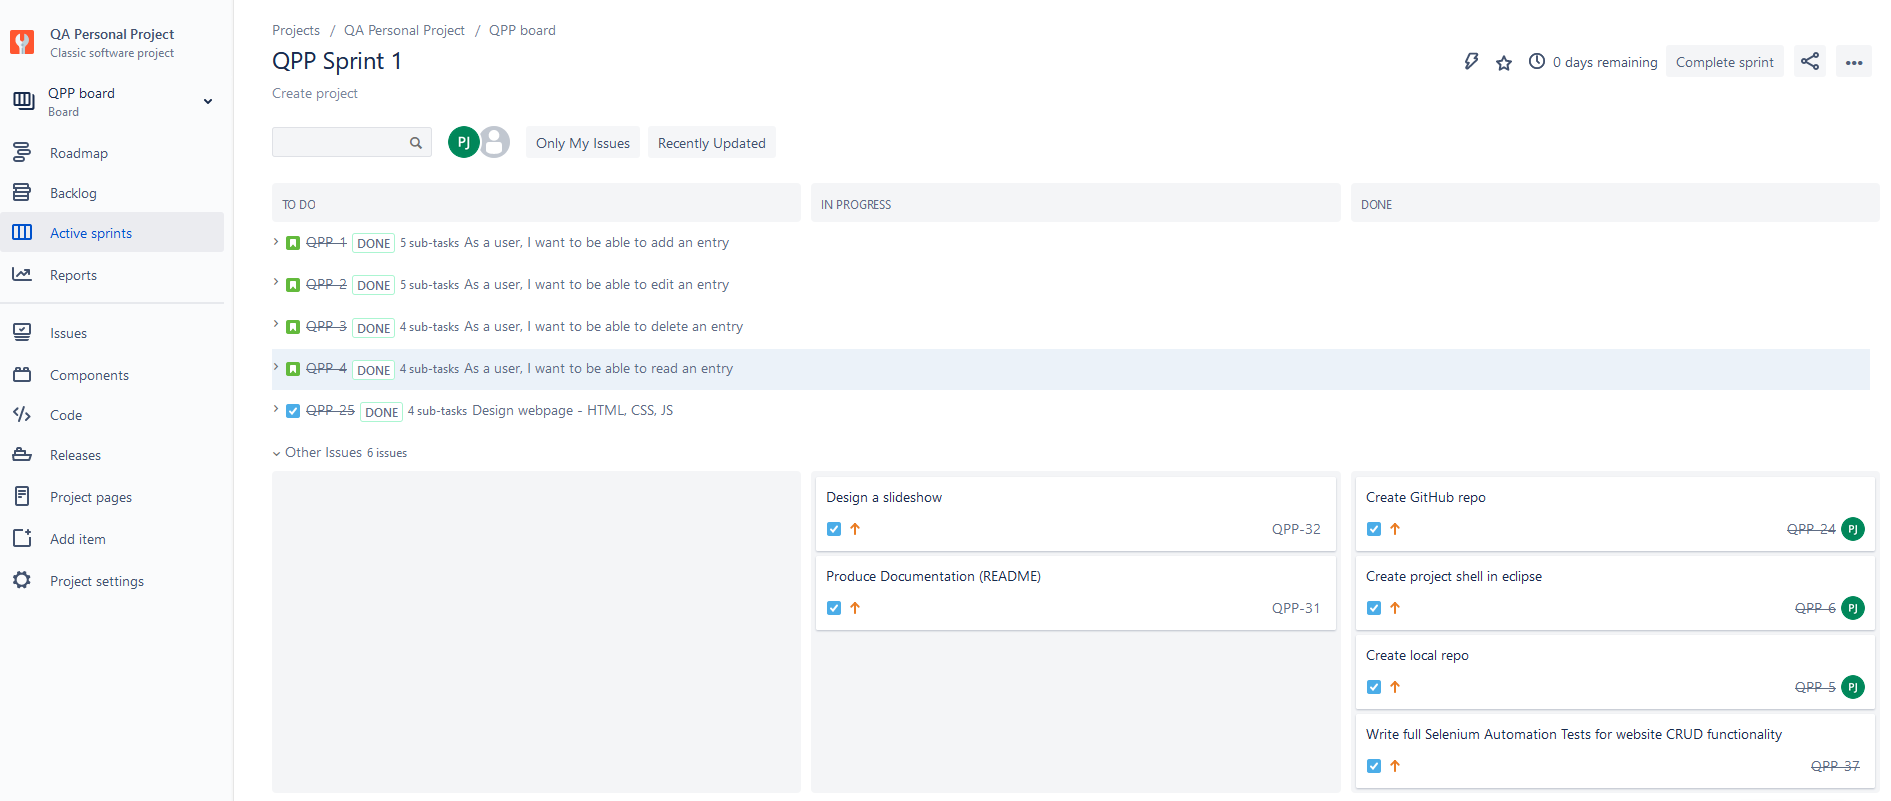 QA Personal Project
Classic software project
QPP board
Board
Roadmap
Backlog
Active sprints
Reports
Issues
Components
Code
Releases
Project pages
Add item
Project settings
Projects / QA Personal Project / QPP board
QPP Sprint 1
0 days remaining Complete sprint
Create project
PJ Only My Issues Recently Updated
TO DO IN PROGRESS DONE
QPP-1 DONE 5 sub-tasks As a user, I want to be able to add an entry
QPP-2 DONE 5 sub-tasks As a user, I want to be able to edit an entry
QPP-3 DONE 4 sub-tasks As a user, I want to be able to delete an entry
QPP-4 DONE 4 sub-tasks As a user, I want to be able to read an entry
QPP-25 DONE 4 sub-tasks Design webpage - HTML, CSS, JS
Other Issues 6 issues
Design a slideshow
QPP-32
Produce Documentation (README)
QPP-31
Create GitHub repo
QPP-24 PJ
Create project shell in eclipse
QPP-6 PJ
Create local repo
QPP-5 PJ
Write full Selenium Automation Tests for website CRUD functionality
QPP-37